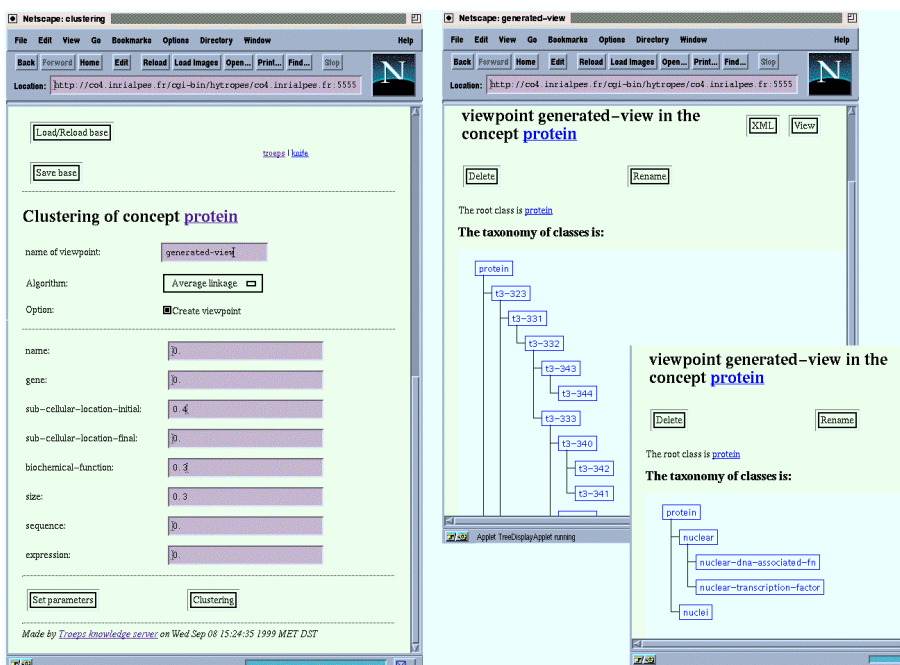 Netscape: clustering
File Edit View Go Bookmarks Options Directory Window Help
Back Forward Home Edit Reload Load Images Open... Print... Find... Stop
N
Location: http://co4.inrialpes.fr/cgi-bin/hytropes/co4.inrialpes.fr:5555
Load/Reload base
troeps | knife
Save base
Clustering of concept protein
name of viewpoint: generated-view
Algorithm: Average linkage
Option: Create viewpoint
name: 0.
gene: 0.
sub-cellular-location-initial: 0.4
sub-cellular-location-final: 0.
biochemical-function: 0.3
size: 0.3
sequence: 0.
expression: 0.
Set parameters Clustering
Made by Troeps knowledge server on Wed Sep 08 15:24:35 1999 MET DST
Netscape: generated-view
File Edit View Go Bookmarks Options Directory Window Help
Back Forward Home Edit Reload Load Images Open... Print... Find... Stop
N
Location: http://co4.inrialpes.fr/cgi-bin/hytropes/co4.inrialpes.fr:5555
viewpoint generated-view in the
concept protein
XML View
Delete Rename
The root class is protein
The taxonomy of classes is:
protein
t3-323
t3-331
t3-332
t3-343
t3-344
t3-333
t3-340
t3-342
t3-341
Applet TreeDisplayApplet running
viewpoint generated-view in the
concept protein
Delete Rename
The root class is protein
The taxonomy of classes is:
protein
nuclear
nuclear-dna-associated-fn
nuclear-transcription-factor
nuclei